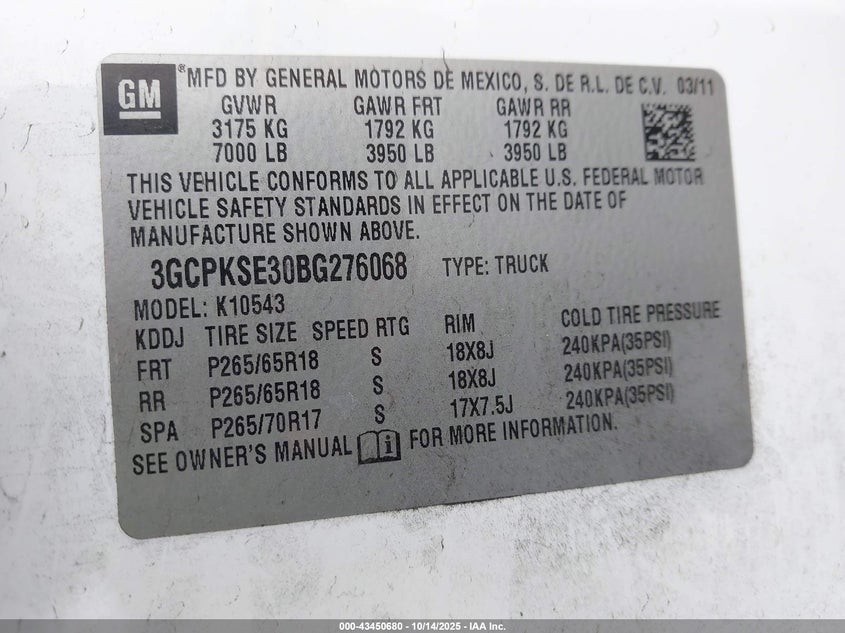 GM
®MFD BY GENERAL MOTORS DE MEXICO, S. DE R.L. DE C.V. 03/11
GVWR GAWR FRT GAWR RR
3175 KG 1792 KG 1792 KG
7000 LB 3950 LB 3950 LB
THIS VEHICLE CONFORMS TO ALL APPLICABLE U.S. FEDERAL MOTOR
VEHICLE SAFETY STANDARDS IN EFFECT ON THE DATE OF
MANUFACTURE SHOWN ABOVE.
3GCPKSE30BG276068 TYPE: TRUCK
MODEL: K10543
KDDJ TIRE SIZE SPEED RTG RIM COLD TIRE PRESSURE
FRT P265/65R18 S 18X8J 240KPA(35PSI)
RR P265/65R18 S 18X8J 240KPA(35PSI)
SPA P265/70R17 S 17X7.5J 240KPA(35PSI)
SEE OWNER'S MANUAL i FOR MORE INFORMATION.
000-43450680 | 10/14/2025 - IAA Inc.